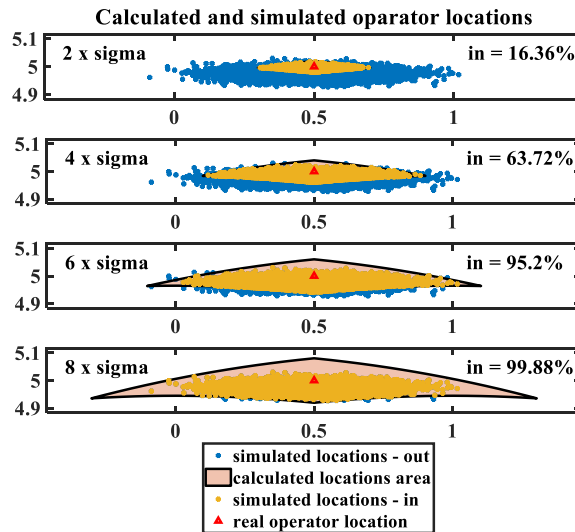 Calculated and simulated oparator locations
5.1
2 x sigma
in = 16.36%
5
4.9
0
0.5
1
5.1
4 x sigma
in = 63.72%
5
4.9
0
0.5
1
5.1
6 x sigma
in = 95.2%
5
4.9
0
0.5
1
5.1
8 x sigma
in = 99.88%
5
4.9
0
0.5
1
simulated locations - out
calculated locations area
simulated locations - in
real operator location